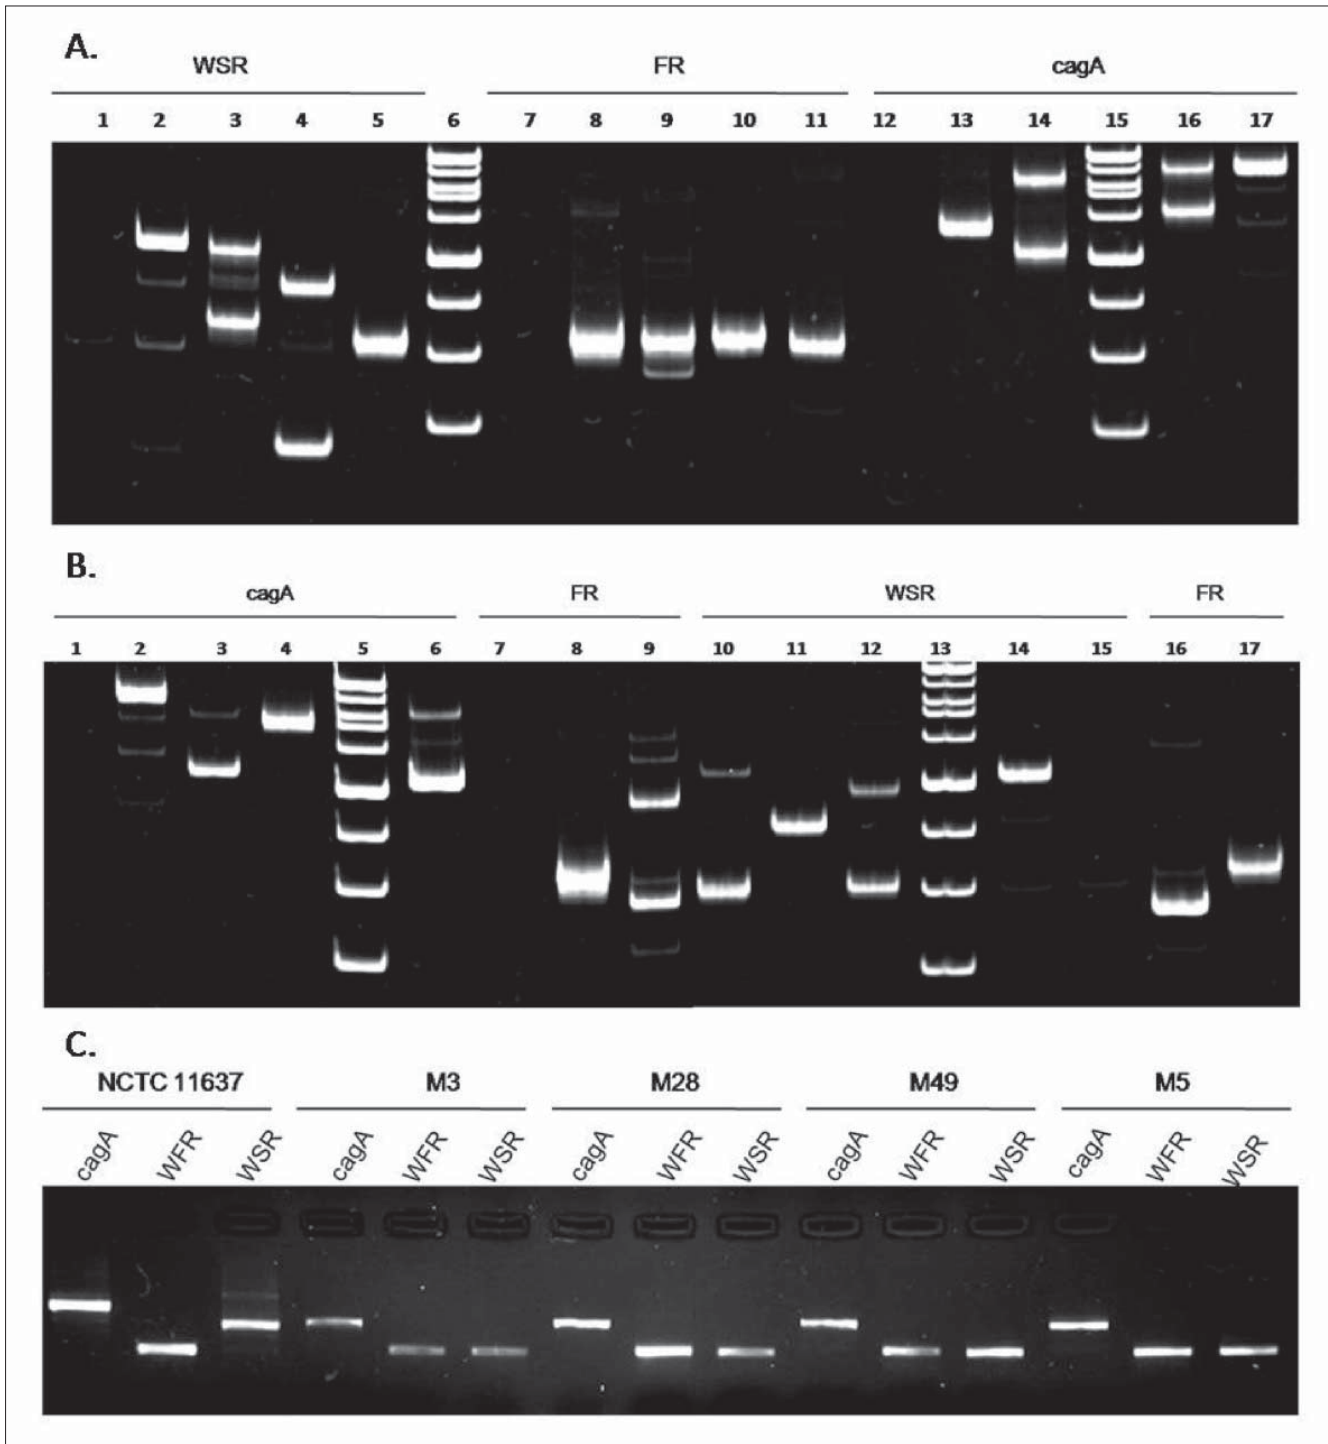 A.
WSR FR cagA
1 2 3 4 5 6 7 8 9 10 11 12 13 14 15 16 17
B.
cagA FR WSR FR
1 2 3 4 5 6 7 8 9 10 11 12 13 14 15 16 17
C.
NCTC 11637 M3 M28 M49 M5
cagA WFR WSR cagA WFR WSR cagA WFR WSR cagA WFR WSR cagA WFR WSR